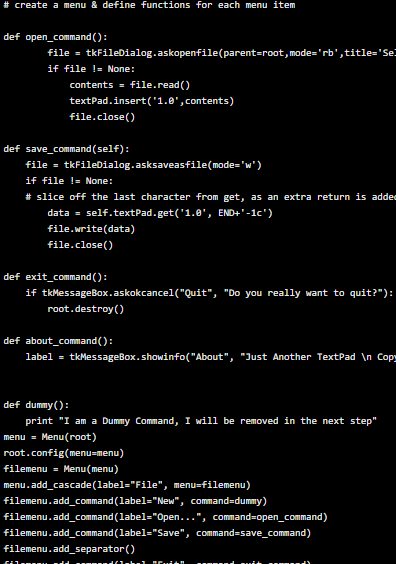 # create a menu & define functions for each menu item
def open_command():
file = tkFileDialog.askopenfile(parent=root,mode='rb',title='Sel
if file != None:
contents = file.read()
textPad.insert('1.0',contents)
file.close()
def save_command(self):
file = tkFileDialog.asksaveasfile(mode='w')
if file != None:
# slice off the last character from get, as an extra return is added
data = self.textPad.get('1.0', END+'-1c')
file.write(data)
file.close()
def exit_command():
if tkMessageBox.askokcancel("Quit", "Do you really want to quit?"):
root.destroy()
def about_command():
label = tkMessageBox.showinfo("About", "Just Another TextPad \n Copy
def dummy():
print "I am a Dummy Command, I will be removed in the next step"
menu = Menu(root)
root.config(menu=menu)
filemenu = Menu(menu)
menu.add_cascade(label="File", menu=filemenu)
filemenu.add_command(label="New", command=dummy)
filemenu.add_command(label="Open...", command=open_command)
filemenu.add_command(label="Save", command=save_command)
filemenu.add_separator()
filemenu.add_command(label="Exit", command=exit_command)